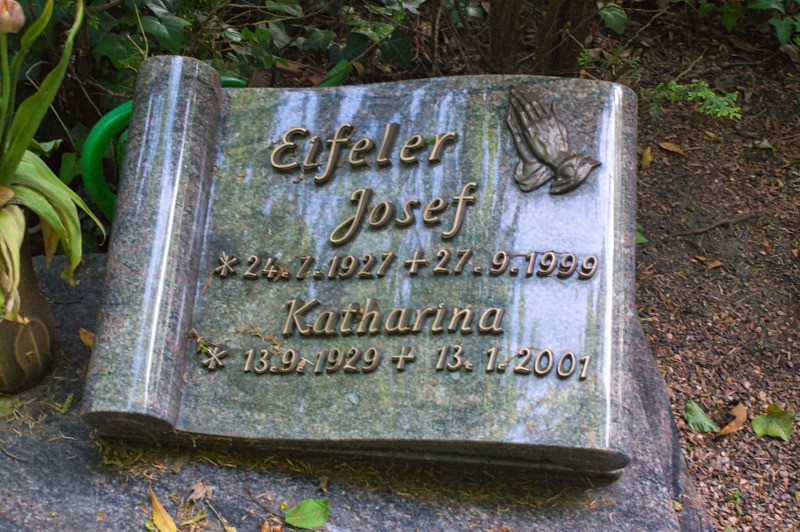 Eifeler
Josef
* 24.7.1927 + 27.9.1999
Katharina
* 13.9.1929 + 13.1.2001